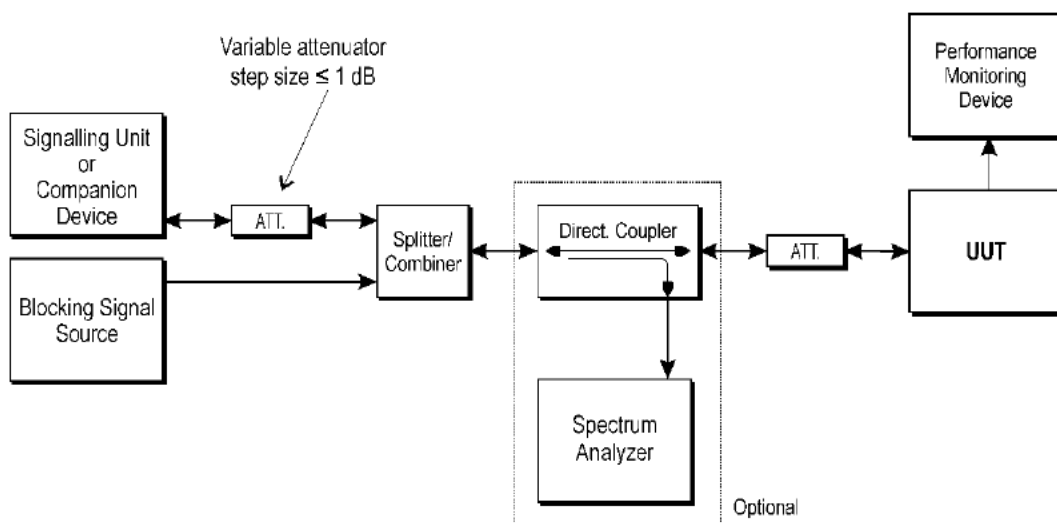 Variable attenuator
step size ≤ 1 dB
Performance
Monitoring
Device
Signalling Unit
or
Companion
Device
ATT.
Splitter/
Combiner
Direct. Coupler
ATT.
UUT
Blocking Signal
Source
Spectrum
Analyzer
Optional